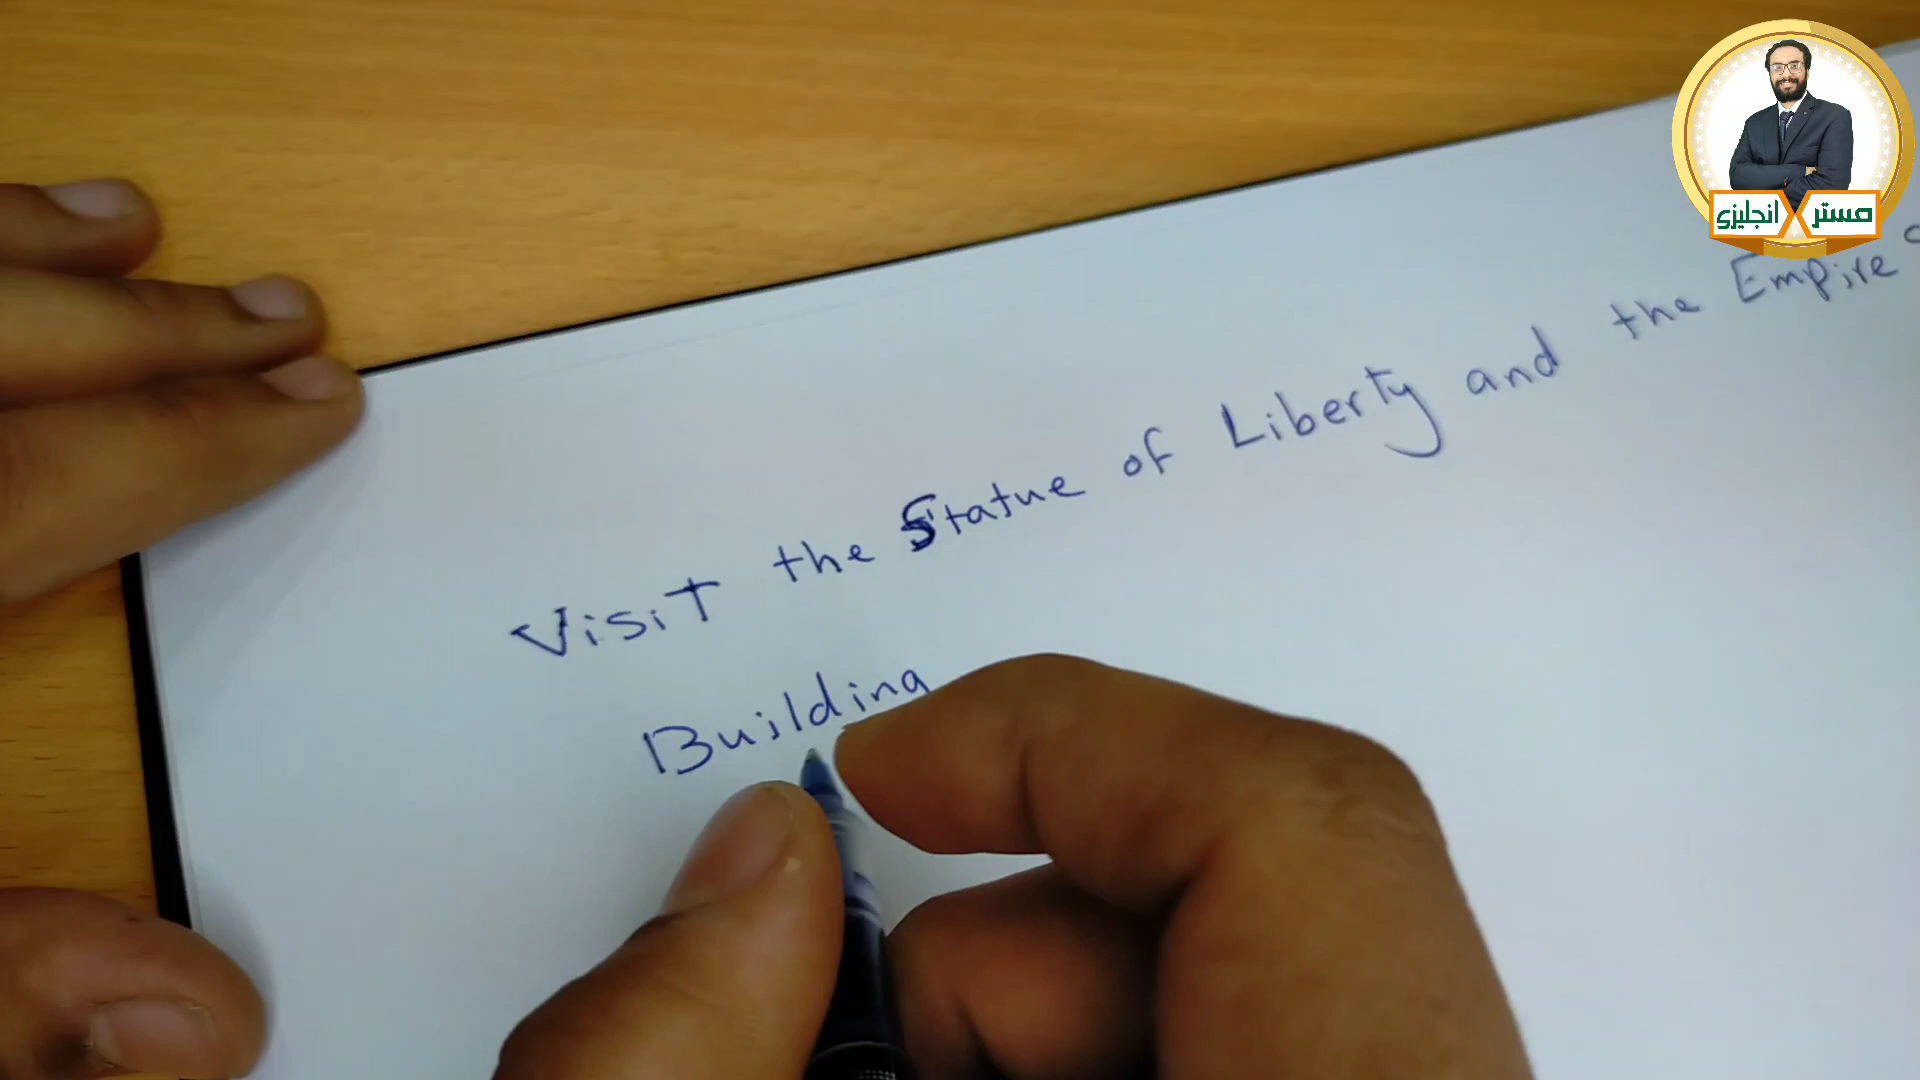 مستر X انجليزي
Visit the Statue of Liberty and the Empire
Building